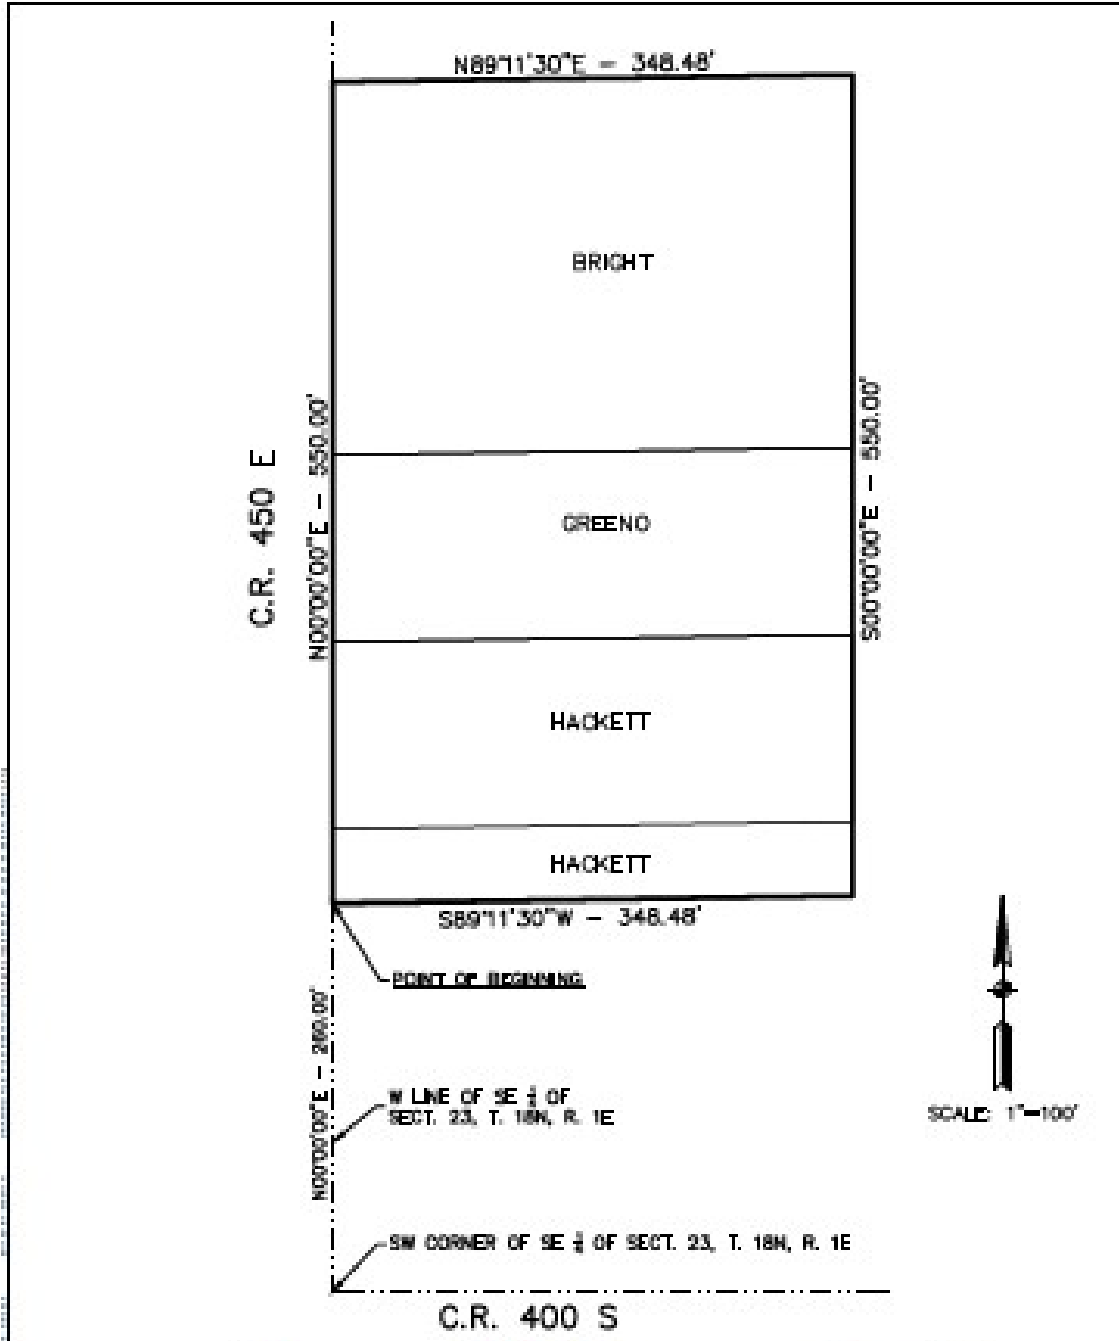 N89°11'30"E - 348.48'
BRIGHT
C.R. 450 E
N00°00'00"E - 550.00'
S00°00'00"E - 550.00'
GREENO
HACKETT
HACKETT
S89°11'30"W - 348.48'
POINT OF BEGINNING
N00°00'00"E - 260.00'
W LINE OF SE ¼ OF
SECT. 23, T. 18N, R. 1E
SCALE: 1"=100'
SW CORNER OF SE ¼ OF SECT. 23, T. 18N, R. 1E
C.R. 400 S